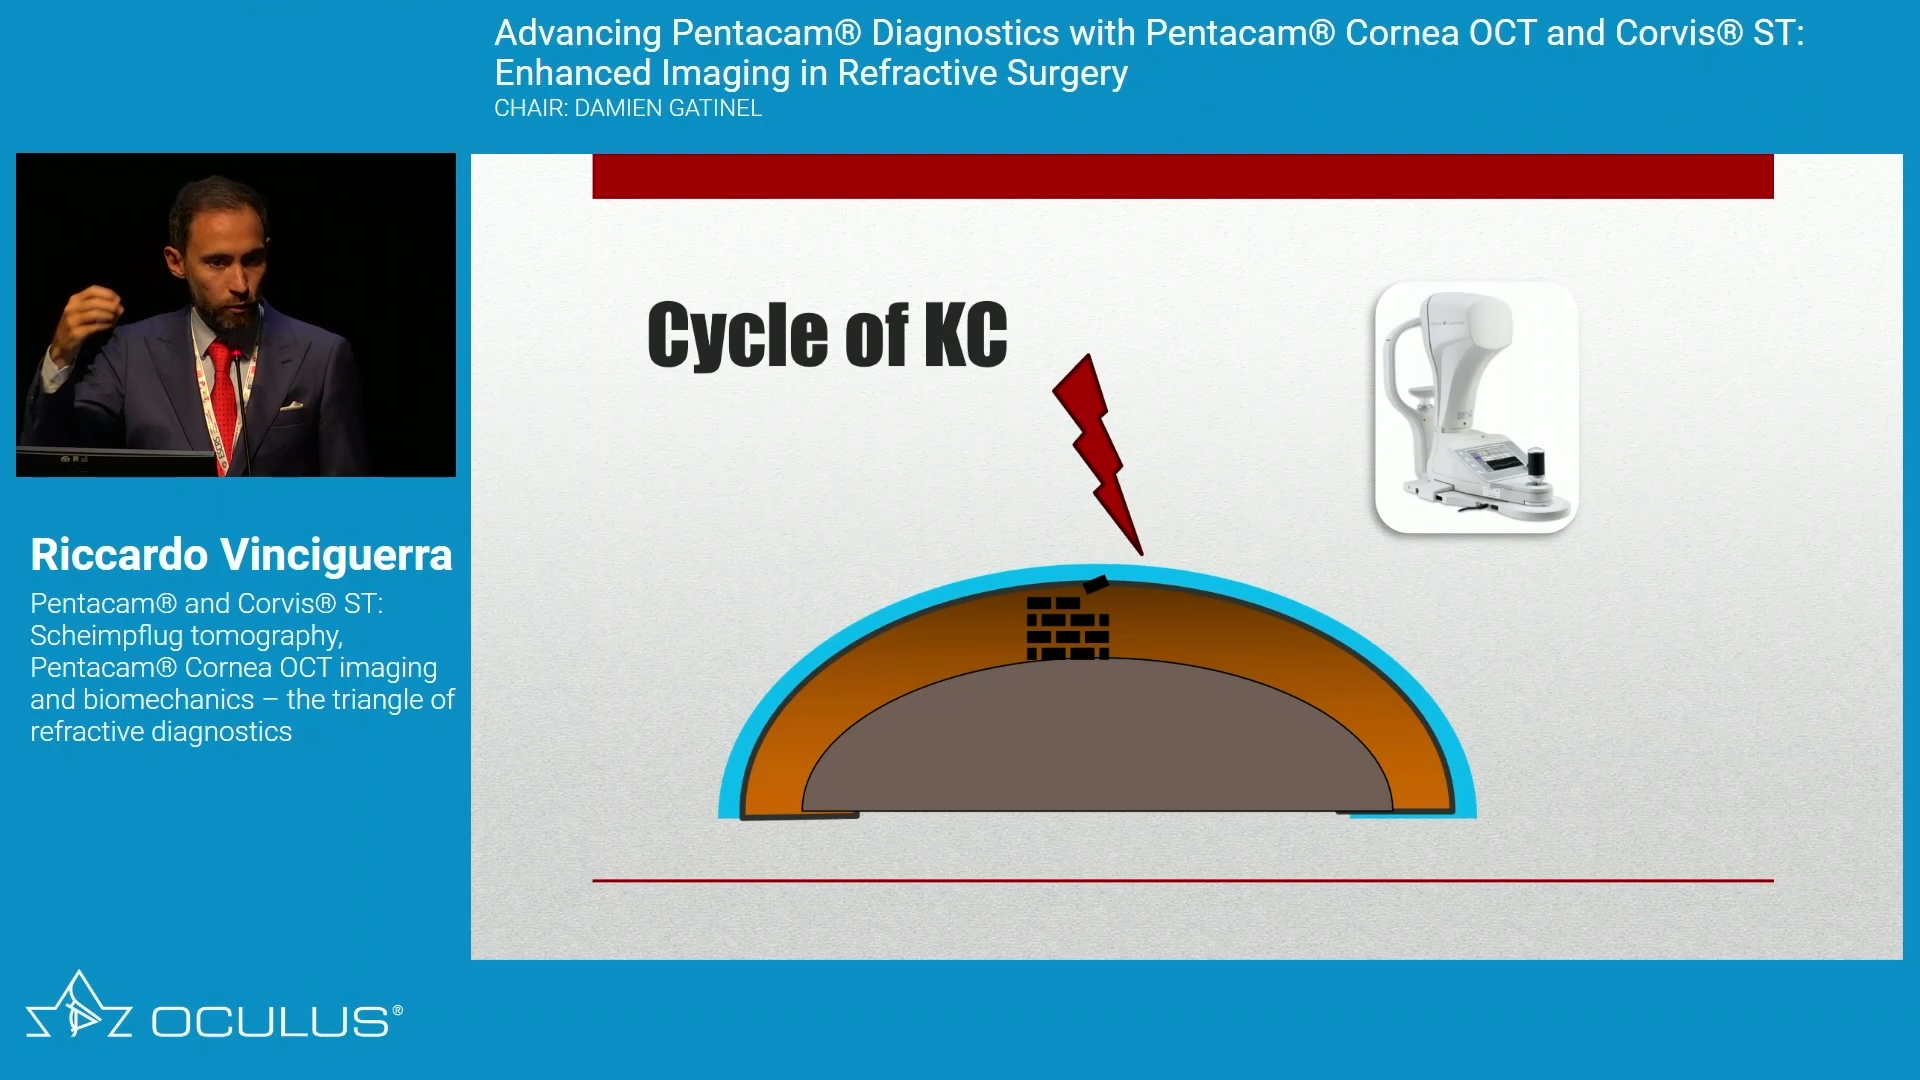 Advancing Pentacam® Diagnostics with Pentacam® Cornea OCT and Corvis® ST:
Enhanced Imaging in Refractive Surgery
CHAIR: DAMIEN GATINEL
Cycle of KC
Riccardo Vinciguerra
Pentacam® and Corvis® ST:
Scheimpflug tomography,
Pentacam® Cornea OCT imaging
and biomechanics – the triangle of
refractive diagnostics
OCULUS®